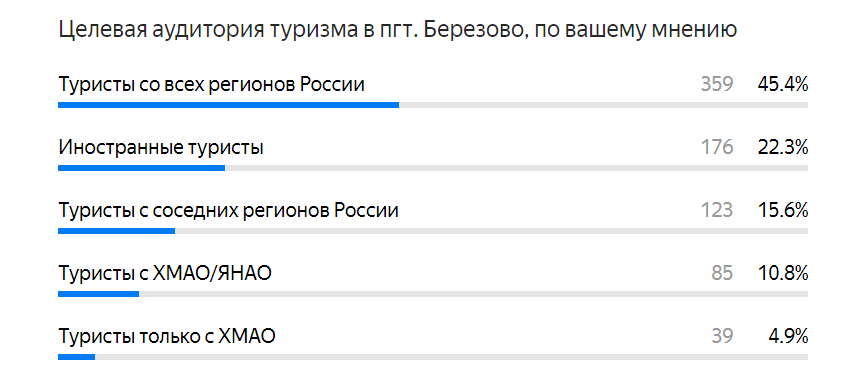 Целевая аудитория туризма в пгт. Березово, по вашему мнению
Туристы со всех регионов России 359 45.4%
Иностранные туристы 176 22.3%
Туристы с соседних регионов России 123 15.6%
Туристы с ХМАО/ЯНАО 85 10.8%
Туристы только с ХМАО 39 4.9%